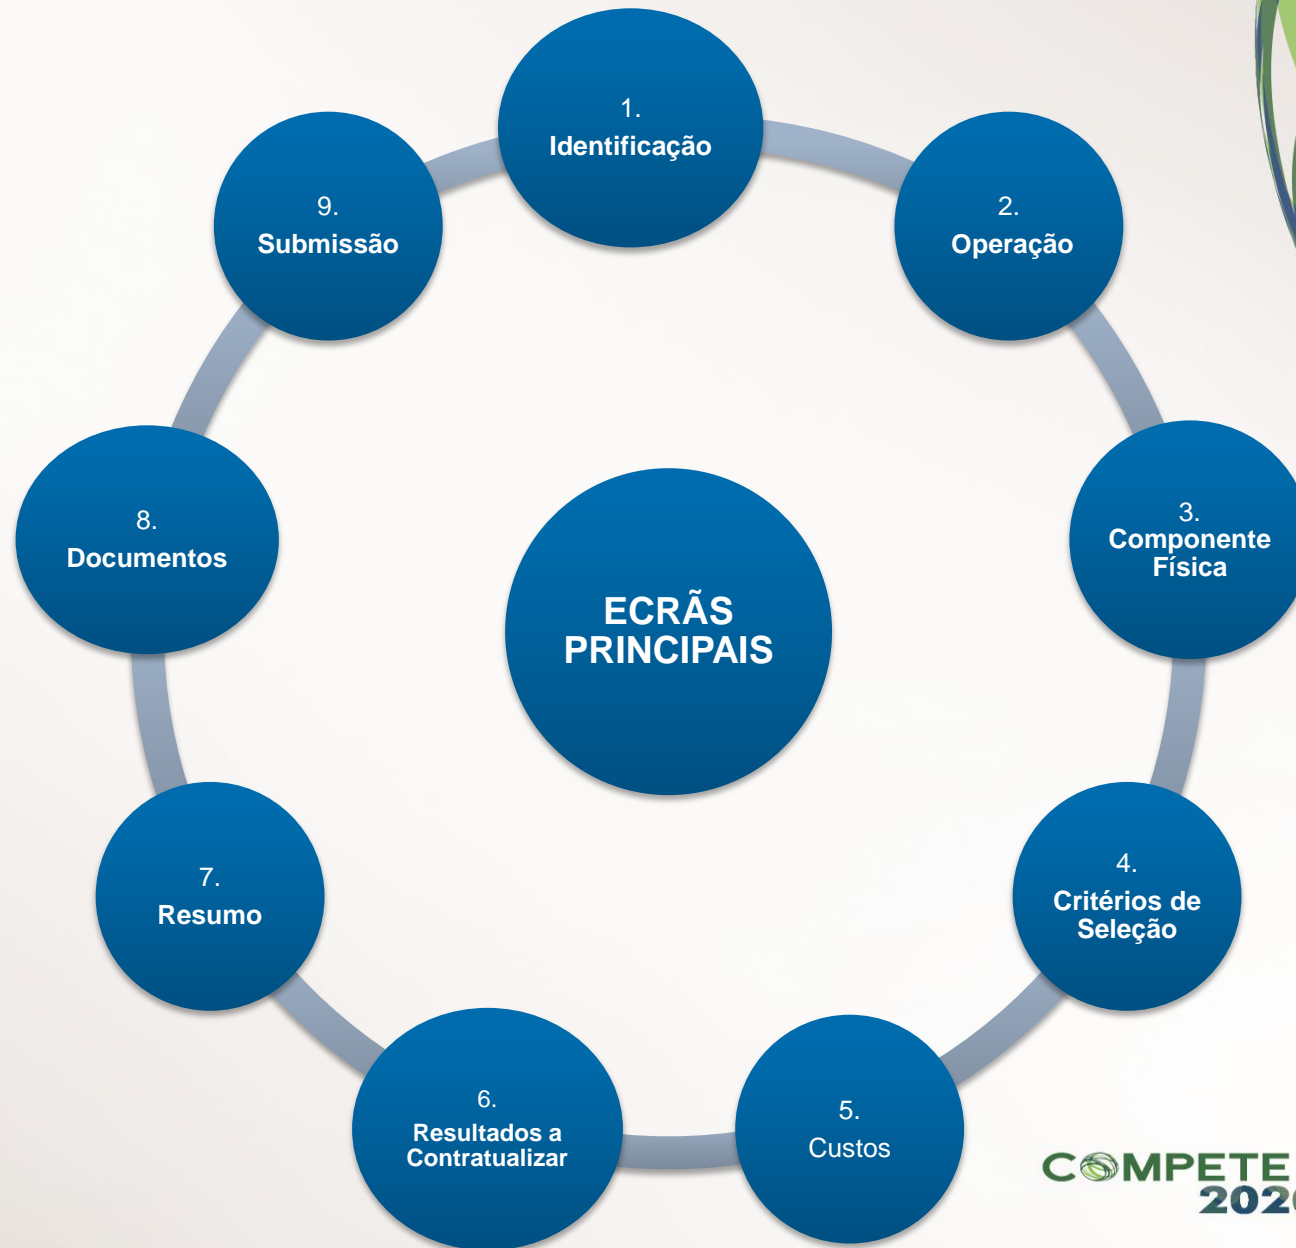 1.
Identificação
2.
Operação
3.
Componente
Física
4.
Critérios de
Seleção
5.
Custos
6.
Resultados a
Contratualizar
7.
Resumo
8.
Documentos
9.
Submissão
ECRÃS
PRINCIPAIS
COMPETE
2020